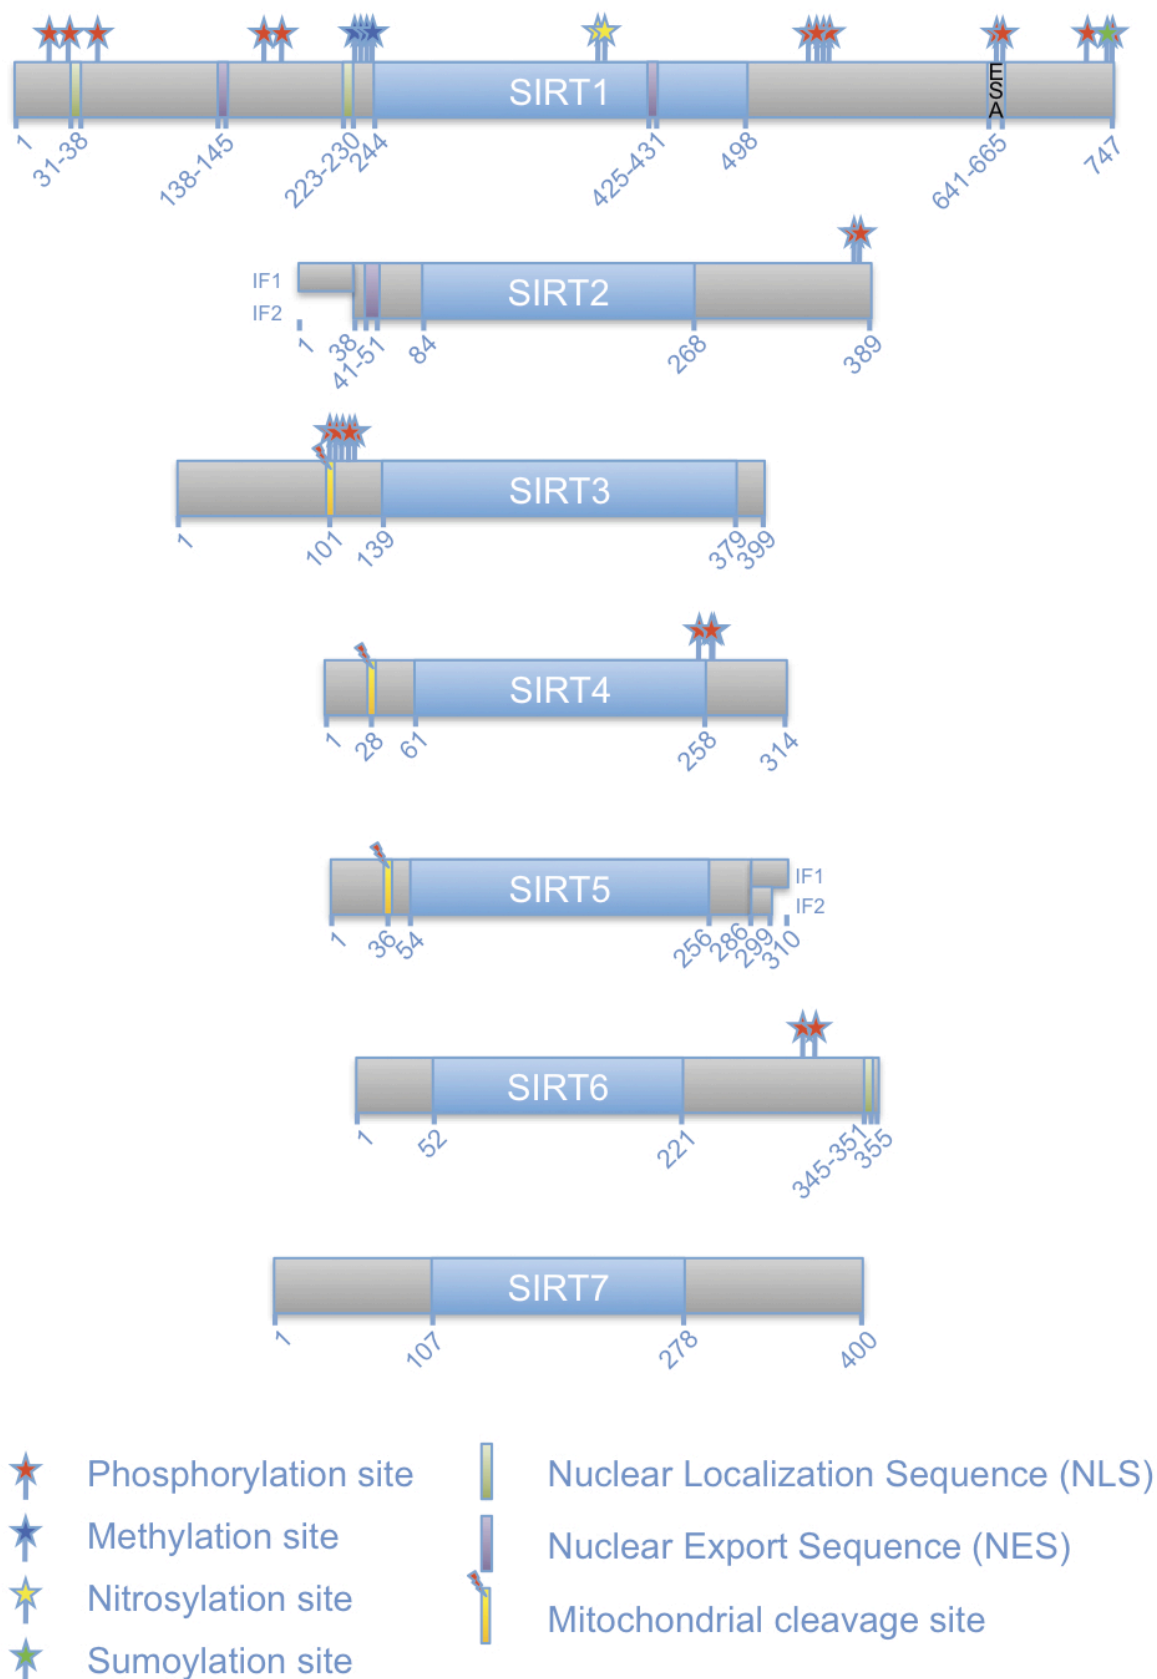 SIRT1
E
S
A
1 31-38 138-145 223-230 244 425-431 498 641-665 747
IF1
SIRT2
IF2
1 38 41-51 84 268 389
SIRT3
1 101 139 379 399
SIRT4
1 28 61 258 314
SIRT5
IF1
IF2
1 36 54 256 286 299 310
SIRT6
1 52 221 345-351 355
SIRT7
1 107 278 400
Phosphorylation site
Methylation site
Nitrosylation site
Sumoylation site
Nuclear Localization Sequence (NLS)
Nuclear Export Sequence (NES)
Mitochondrial cleavage site